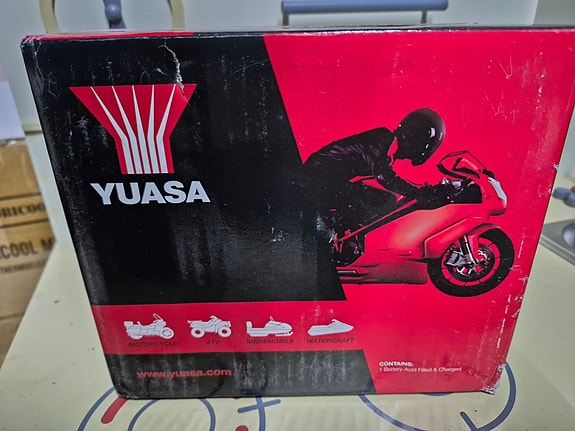 YUASA
MOTORCYCLE ATV SNOWMOBILE WATERCRAFT
www.yuasa.com
CONTAINS:
1 Battery Acid Filled & Charged
COOL